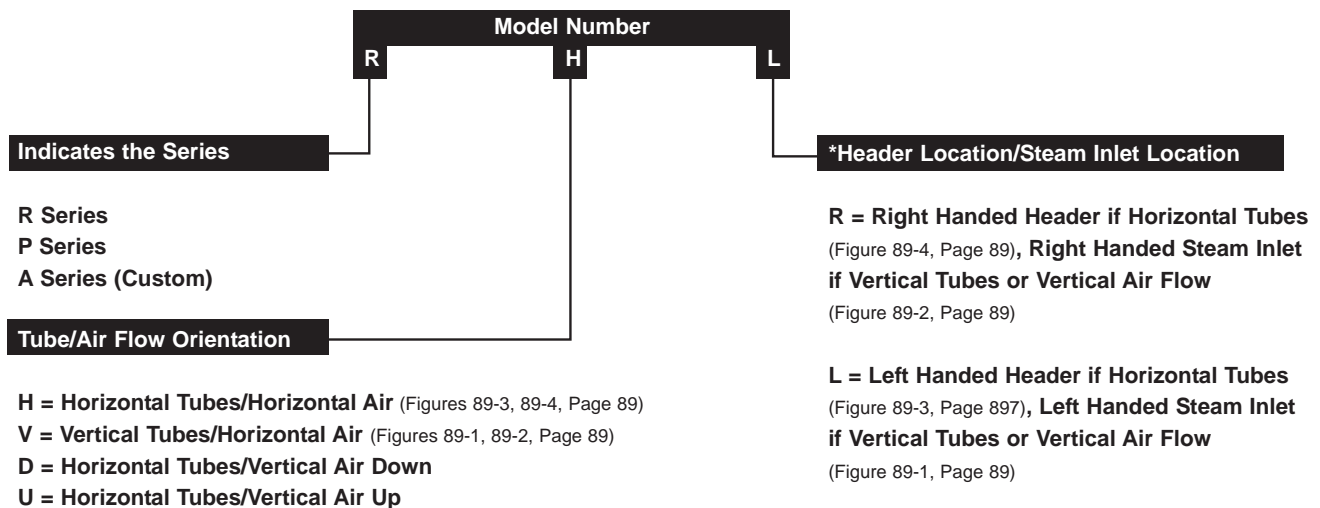 Model Number
R H L
Indicates the Series
R Series
P Series
A Series (Custom)
Tube/Air Flow Orientation
H = Horizontal Tubes/Horizontal Air (Figures 89-3, 89-4, Page 89)
V = Vertical Tubes/Horizontal Air (Figures 89-1, 89-2, Page 89)
D = Horizontal Tubes/Vertical Air Down
U = Horizontal Tubes/Vertical Air Up
*Header Location/Steam Inlet Location
R = Right Handed Header if Horizontal Tubes
(Figure 89-4, Page 89), Right Handed Steam Inlet
if Vertical Tubes or Vertical Air Flow
(Figure 89-2, Page 89)
L = Left Handed Header if Horizontal Tubes
(Figure 89-3, Page 897), Left Handed Steam Inlet
if Vertical Tubes or Vertical Air Flow
(Figure 89-1, Page 89)